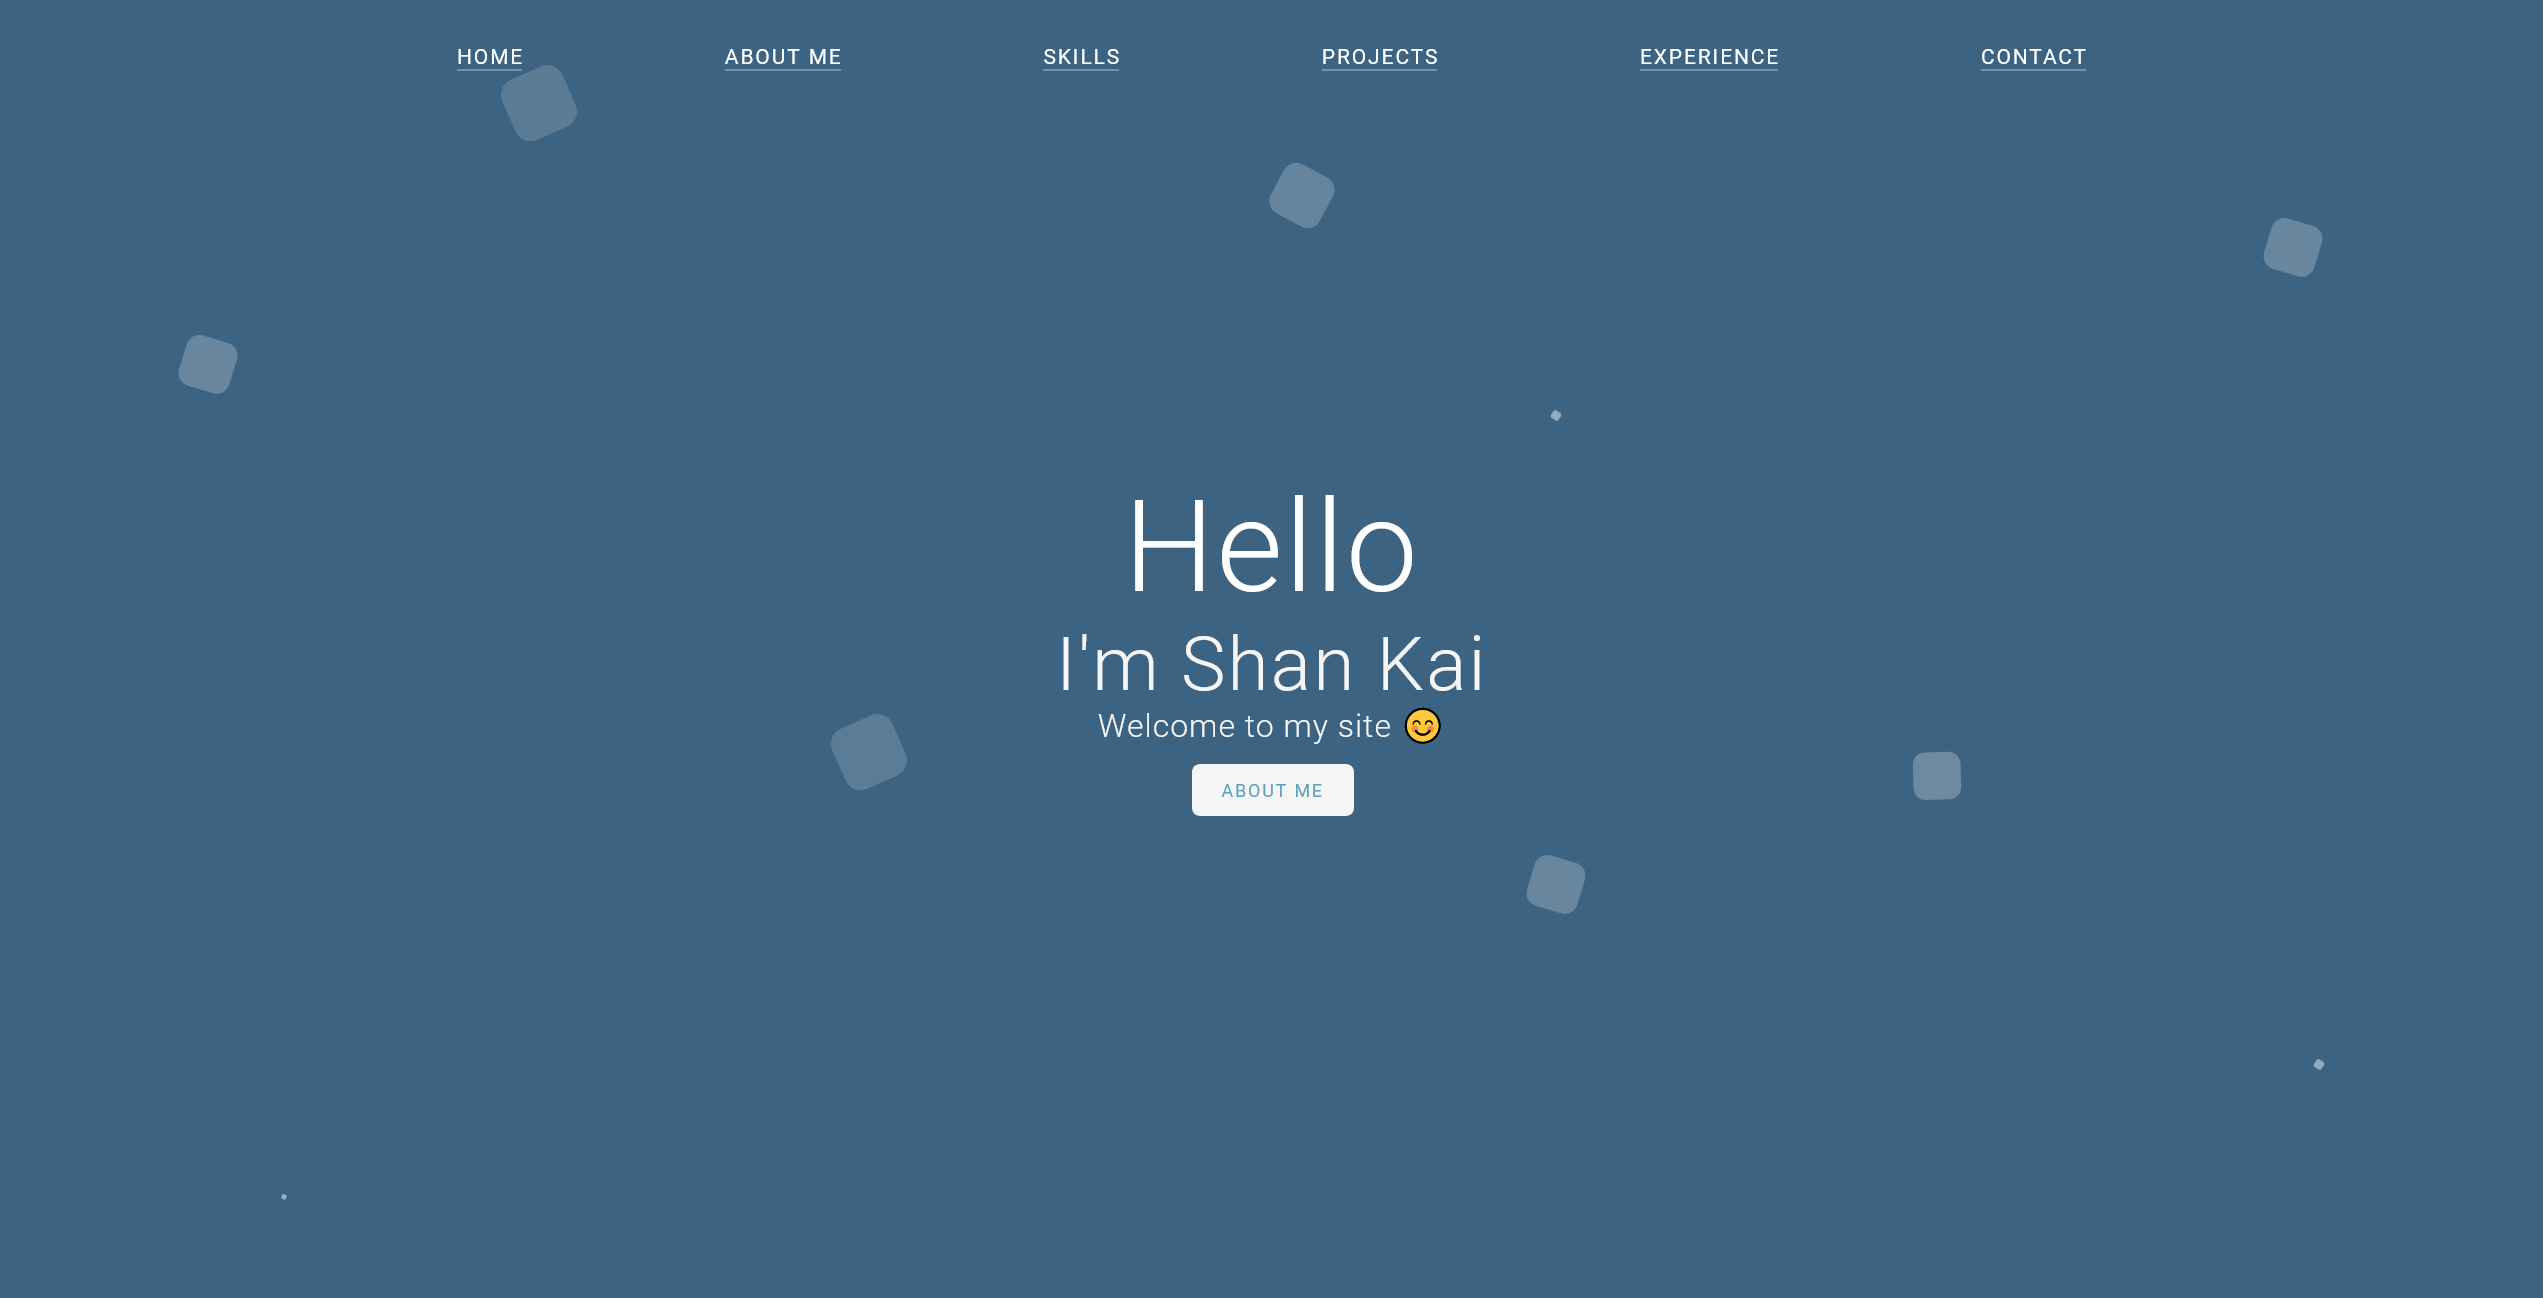 HOME ABOUT ME SKILLS PROJECTS EXPERIENCE CONTACT
Hello
I'm Shan Kai
Welcome to my site 😊
ABOUT ME